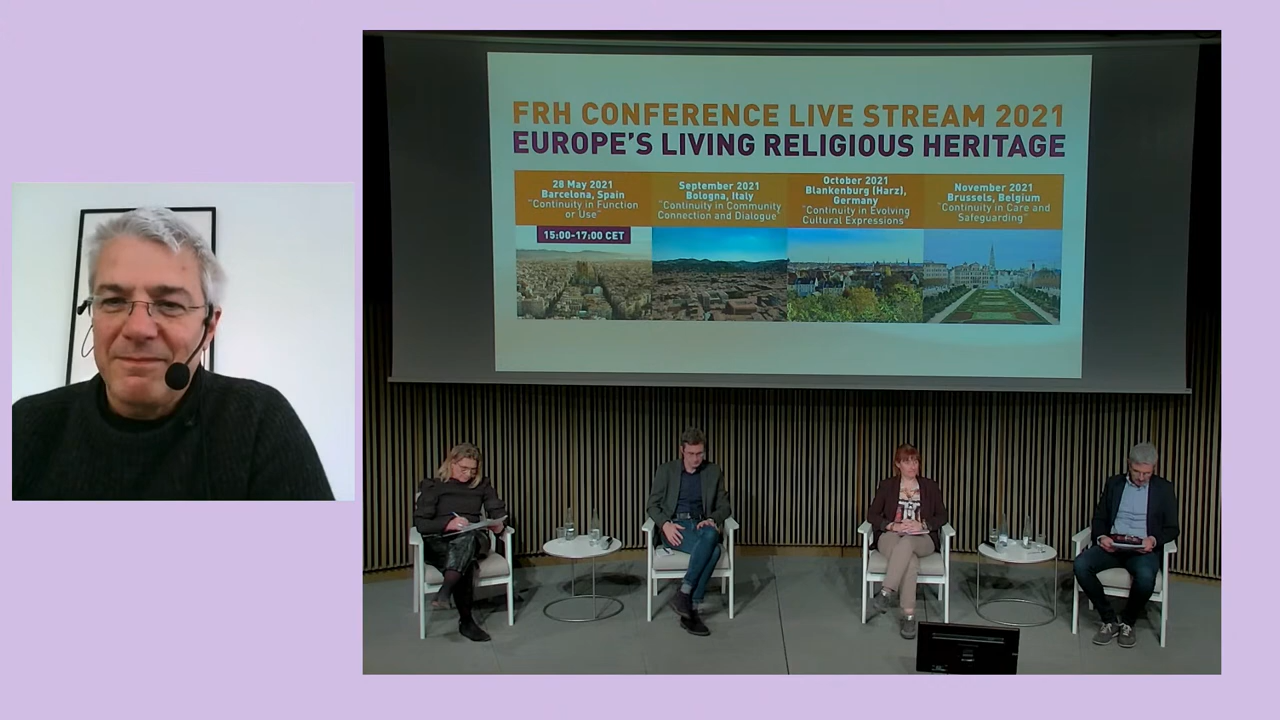 FRH CONFERENCE LIVE STREAM 2021
EUROPE'S LIVING RELIGIOUS HERITAGE
28 May 2021
Barcelona, Spain
"Continuity in Function
or Use"
15:00-17:00 CET
September 2021
Bologna, Italy
"Continuity in Community
Connection and Dialogue"
October 2021
Blankenburg (Harz),
Germany
"Continuity in Evolving
Cultural Expressions"
November 2021
Brussels, Belgium
"Continuity in Care and
Safeguarding"